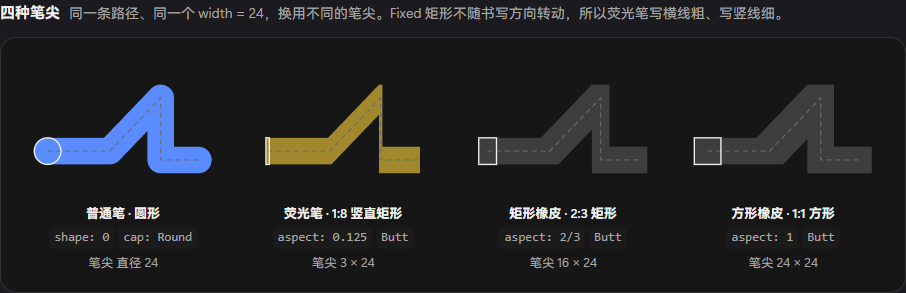 四种笔尖 同一条路径、同一个 width = 24，换用不同的笔尖。Fixed 矩形不随书写方向转动，所以荧光笔写横线粗、写竖线细。
普通笔 · 圆形
shape: 0 cap: Round
笔尖 直径 24
荧光笔 · 1:8 竖直矩形
aspect: 0.125 Butt
笔尖 3 × 24
矩形橡皮 · 2:3 矩形
aspect: 2/3 Butt
笔尖 16 × 24
方形橡皮 · 1:1 方形
aspect: 1 Butt
笔尖 24 × 24